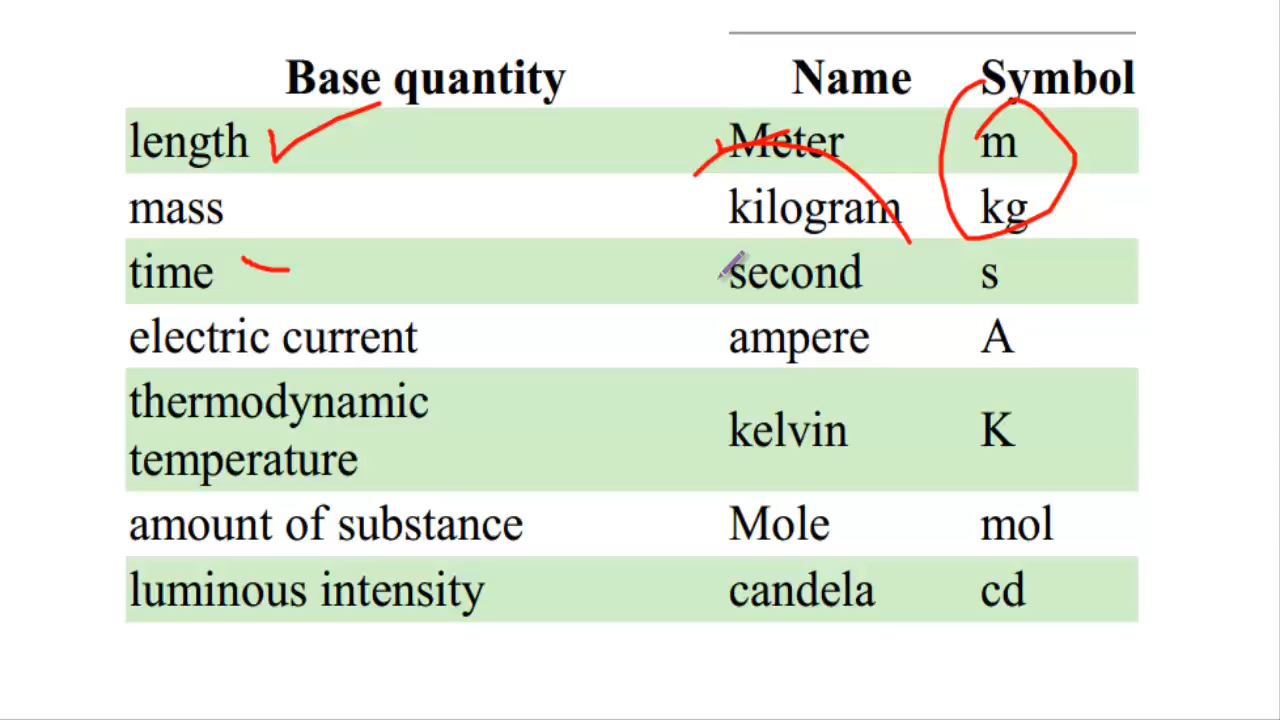 Base quantity Name Symbol
length Meter m
mass kilogram kg
time second s
electric current ampere A
thermodynamic
temperature kelvin K
amount of substance Mole mol
luminous intensity candela cd